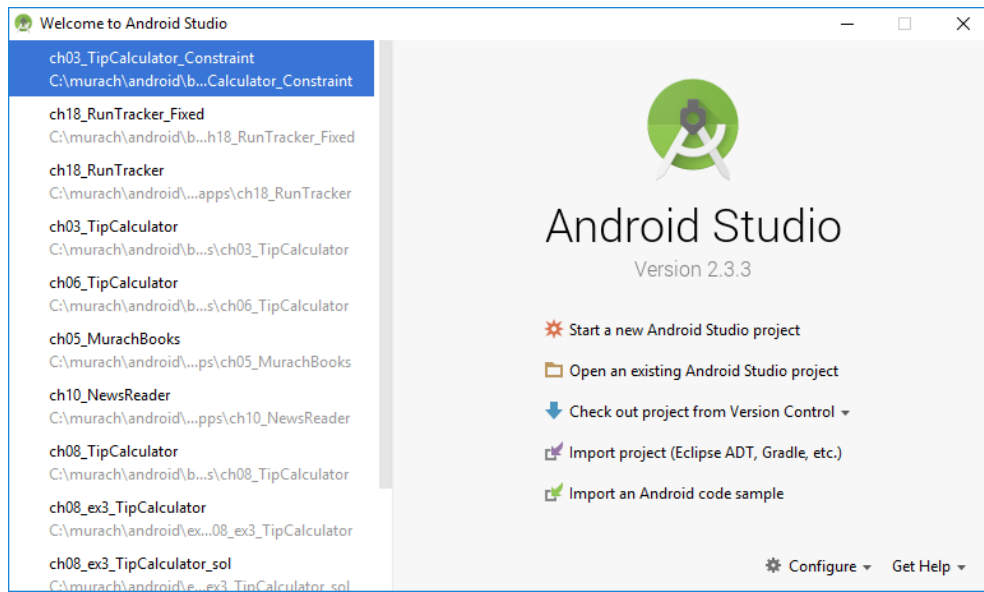 Welcome to Android Studio
ch03_TipCalculator_Constraint
C:\murach\android\b...Calculator_Constraint
ch18_RunTracker_Fixed
C:\murach\android\b...h18_RunTracker_Fixed
ch18_RunTracker
C:\murach\android\...apps\ch18_RunTracker
ch03_TipCalculator
C:\murach\android\b...s\ch03_TipCalculator
ch06_TipCalculator
C:\murach\android\b...s\ch06_TipCalculator
ch05_MurachBooks
C:\murach\android\...ps\ch05_MurachBooks
ch10_NewsReader
C:\murach\android\...pps\ch10_NewsReader
ch08_TipCalculator
C:\murach\android\b...s\ch08_TipCalculator
ch08_ex3_TipCalculator
C:\murach\android\ex...08_ex3_TipCalculator
ch08_ex3_TipCalculator_sol
C:\murach\android\e...ex3_TipCalculator_sol
Android Studio
Version 2.3.3
Start a new Android Studio project
Open an existing Android Studio project
Check out project from Version Control
Import project (Eclipse ADT, Gradle, etc.)
Import an Android code sample
Configure
Get Help